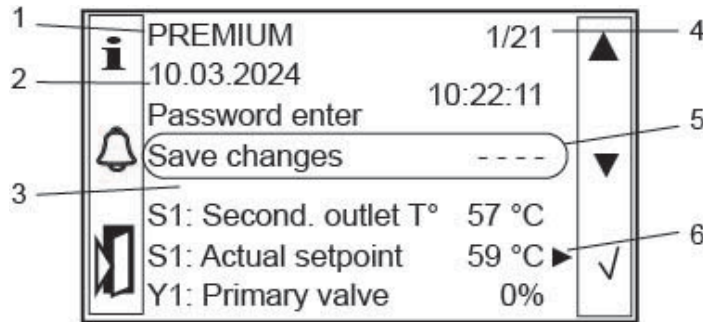 1 PREMIUM 1/21 4
2 10.03.2024
10:22:11
Password enter
5
Save changes - - - -
3
S1: Second. outlet T° 57 °C
S1: Actual setpoint 59 °C 6
Y1: Primary valve 0%